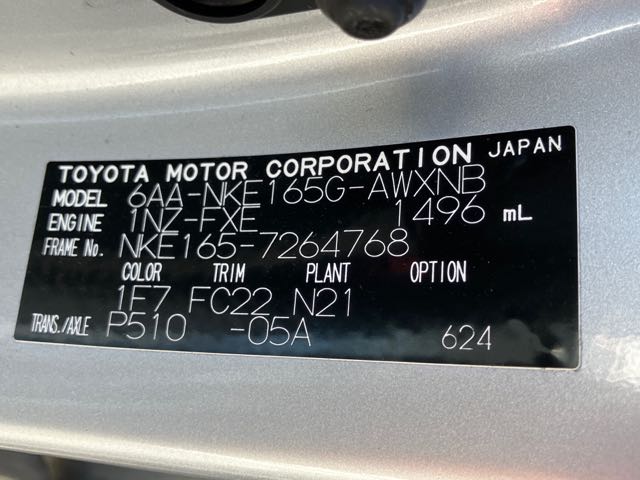 TOYOTA MOTOR CORPORATION JAPAN
MODEL 6AA-NKE165G-AWXNB
ENGINE 1NZ-FXE 1496 mL
FRAME No. NKE165-7264768
COLOR TRIM PLANT OPTION
1F7 FC22 N21
TRANS./AXLE P510 -05A 624